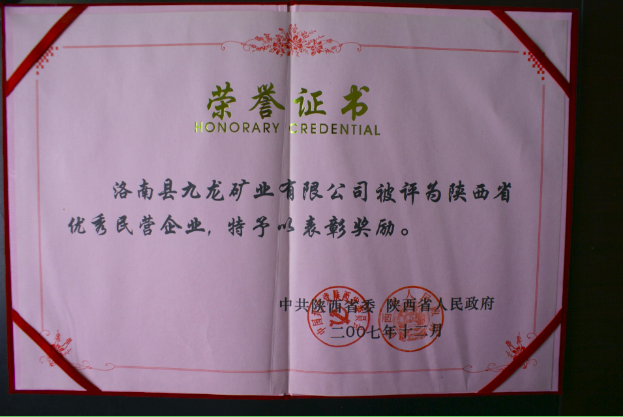 荣誉证书
HONORARY CREDENTIAL
洛南县九龙矿业有限公司被评为陕西省
优秀民营企业，特予以表彰奖励。
中共陕西省委 陕西省人民政府
二〇〇七年十二月